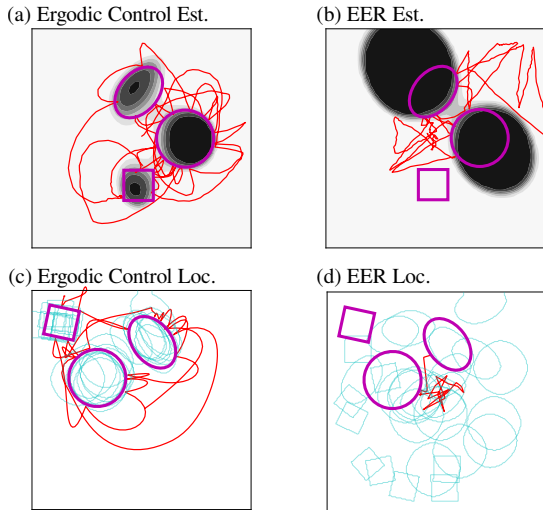 (a) Ergodic Control Est.
(b) EER Est.
(c) Ergodic Control Loc.
(d) EER Loc.